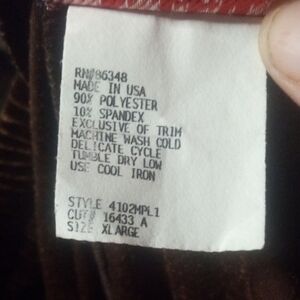 RN#86348
MADE IN USA
90% POLYESTER
10% SPANDEX
EXCLUSIVE OF TRIM
MACHINE WASH COLD
DELICATE CYCLE
TUMBLE DRY LOW
USE COOL IRON
STYLE 4102MPL1
CUT# 16433 A
SIZE XLARGE